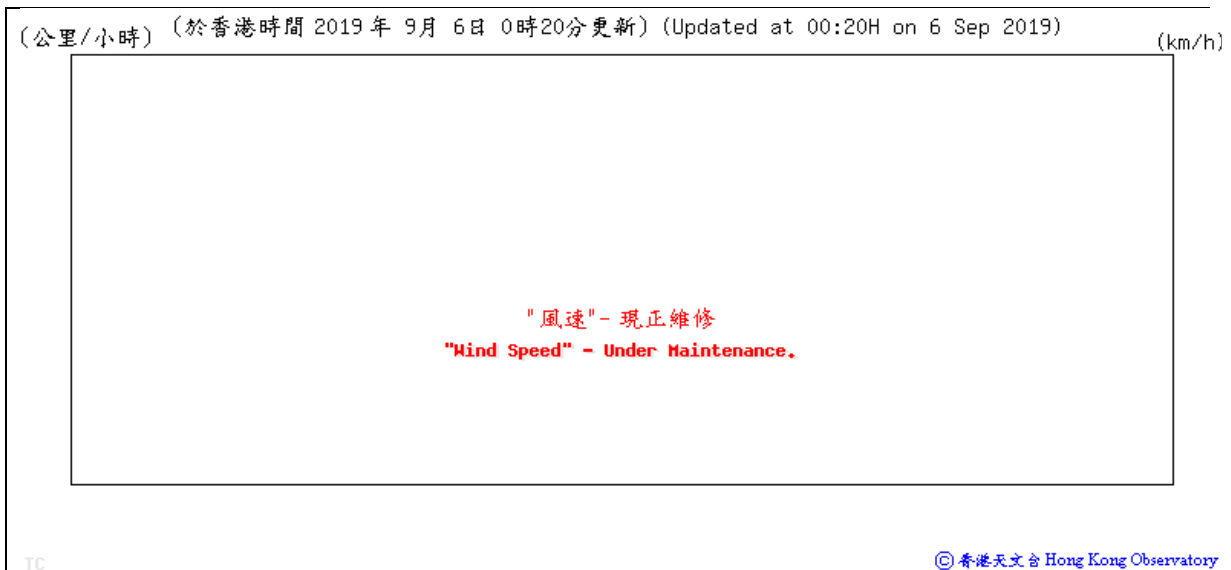 (公里/小時) (於香港時間 2019 年 9月 6日 0時20分更新) (Updated at 00:20H on 6 Sep 2019) (km/h)
"風速"- 現正維修
"Wind Speed" - Under Maintenance.
TC
© 香港天文台 Hong Kong Observatory